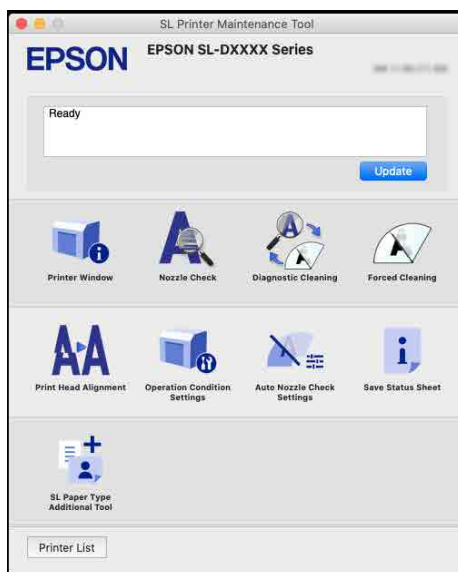 SL Printer Maintenance Tool
EPSON
EPSON SL-DXXXX Series
Ready
Update
Printer Window
Nozzle Check
Diagnostic Cleaning
Forced Cleaning
Print Head Alignment
Operation Condition
Settings
Auto Nozzle Check
Settings
Save Status Sheet
SL Paper Type
Additional Tool
Printer List